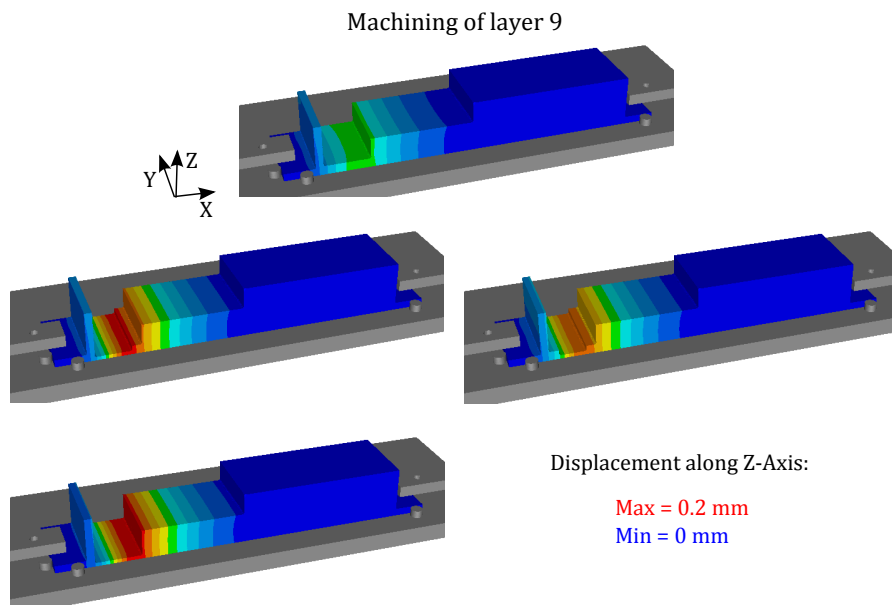 Machining of layer 9
Z
Y
X
Displacement along Z-Axis:
Max = 0.2 mm
Min = 0 mm